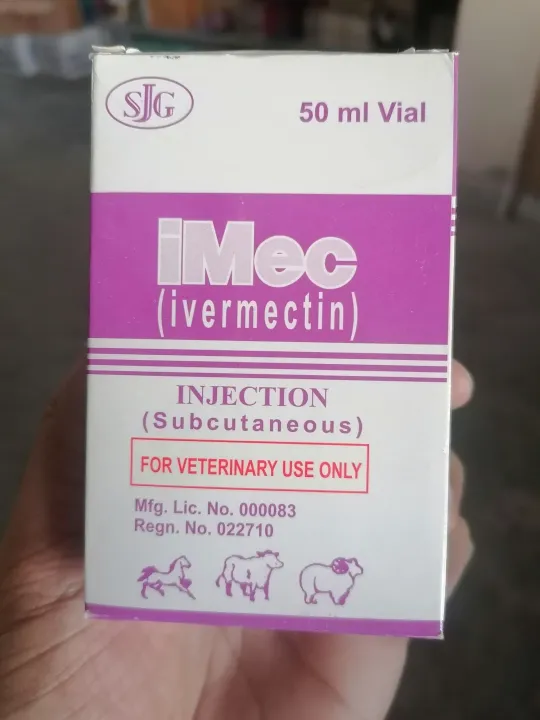 SJG
50 ml Vial
iMec
(ivermectin)
INJECTION
(Subcutaneous)
FOR VETERINARY USE ONLY
Mfg. Lic. No. 000083
Regn. No. 022710